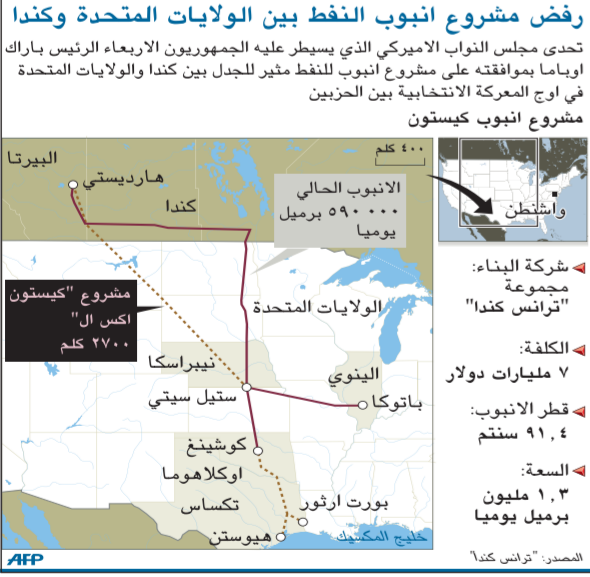 رفض مشروع انبوب النفط بين الولايات المتحدة وكندا
تحدى مجلس النواب الاميركي الذي يسيطر عليه الجمهوريون الاربعاء الرئيس باراك
اوباما بموافقته على مشروع انبوب للنفط مثير للجدل بين كندا والولايات المتحدة
في اوج المعركة الانتخابية بين الحزبين
مشروع انبوب كيستون
٤٠٠ كلم
البيرتا
هارديستي
كندا
الانبوب الحالي
٥٩٠ ٠٠٠ برميل
يوميا
واشنطن
مشروع "كيستون
اكس ال"
٢٧٠٠ كلم
الولايات المتحدة
نيبراسكا
ستيل سيتي
الينوي
باتوكا
كوشينغ
اوكلاهوما
تكساس
بورت ارثور
هيوستن
خليج المكسيك
شركة البناء:
مجموعة
"ترانس كندا"
الكلفة:
٧ مليارات دولار
قطر الانبوب:
٩١,٤ سنتم
السعة:
١,٣ مليون
برميل يوميا
المصدر: "ترانس كندا"
AFP